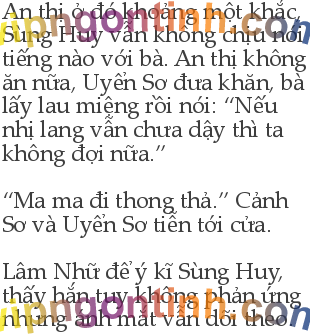 An thị ở đó khoảng một khắc,
Sùng Huy vẫn không chịu nói
tiếng nào với bà. An thị không
ăn nữa, Uyển Sơ đưa khăn, bà
lấy lau miệng rồi nói: “Nếu
nhị lang vẫn chưa dậy thì ta
không đợi nữa.”
“Ma ma đi thong thả.” Cảnh
Sơ và Uyển Sơ tiễn tới cửa.
Lâm Nhữ để ý kĩ Sùng Huy,
thấy hắn tuy không phản ứng
nhưng ánh mắt vẫn dõi theo